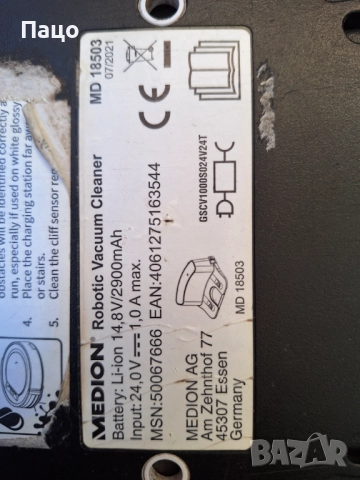 Пацо
obstacles will be identified correctly a
run, especially if used on white glossy
4. Place the charging station far aw
or stairs.
5. Clean the cliff sensor reg
MEDION® Robotic Vacuum Cleaner
MD 18503
07/2021
Battery: Li-ion 14,8V/2900mAh
Input: 24,0V 1,0 A max.
MSN:50067666 EAN:4061275163544
CE
GSCV1000S024V24T
MD 18503
MEDION AG
Am Zehnthof 77
45307 Essen
Germany
BAZAR
bg